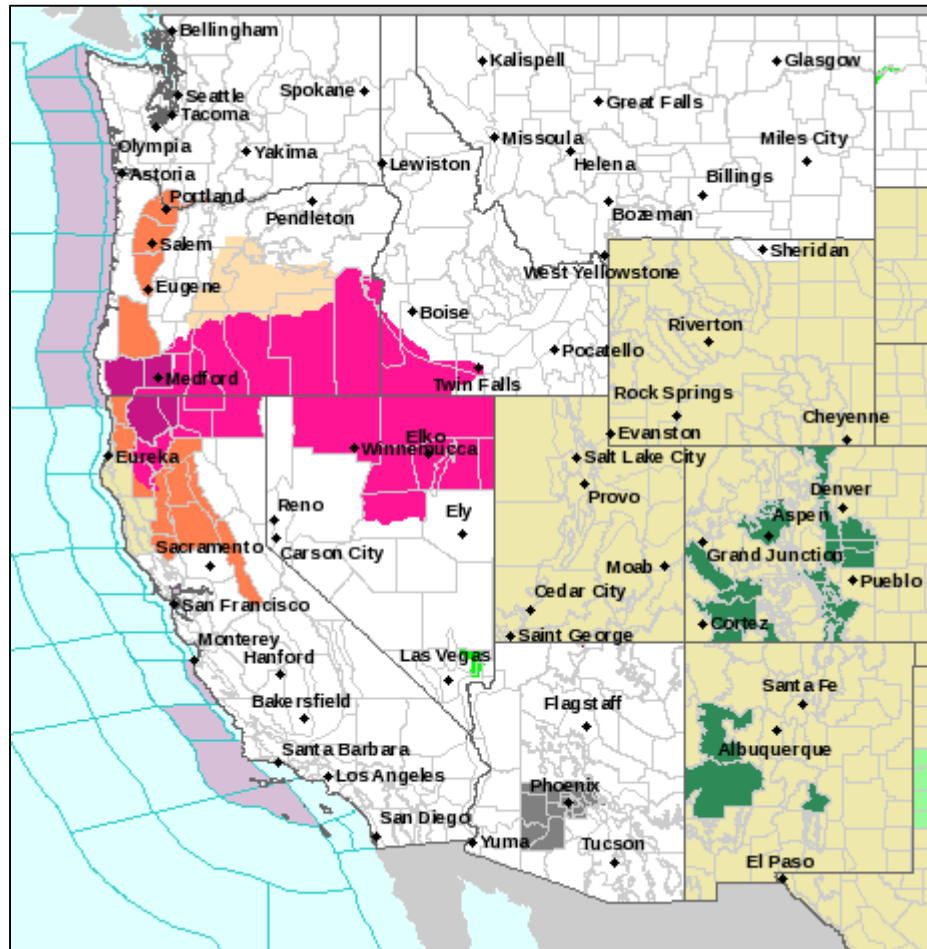 Bellingham
Kalispell
Glasgow
Seattle
Spokane
Great Falls
Tacoma
Olympia
Missoula
Miles City
Yakima
Helena
Lewiston
Astoria
Billings
Portland
Pendleton
Bozeman
Salem
Sheridan
West Yellowstone
Eugene
Boise
Riverton
Pocatello
Medford
Twin Falls
Rock Springs
Cheyenne
Evanston
Elko
Winnemucca
Eureka
Salt Lake City
Provo
Denver
Reno
Ely
Aspen
Sacramento
Carson City
Grand Junction
Moab
Pueblo
San Francisco
Cedar City
Cortez
Saint George
Monterey
Hanford
Las Vegas
Santa Fe
Bakersfield
Flagstaff
Albuquerque
Santa Barbara
Los Angeles
Phoenix
San Diego
Yuma
Tucson
El Paso